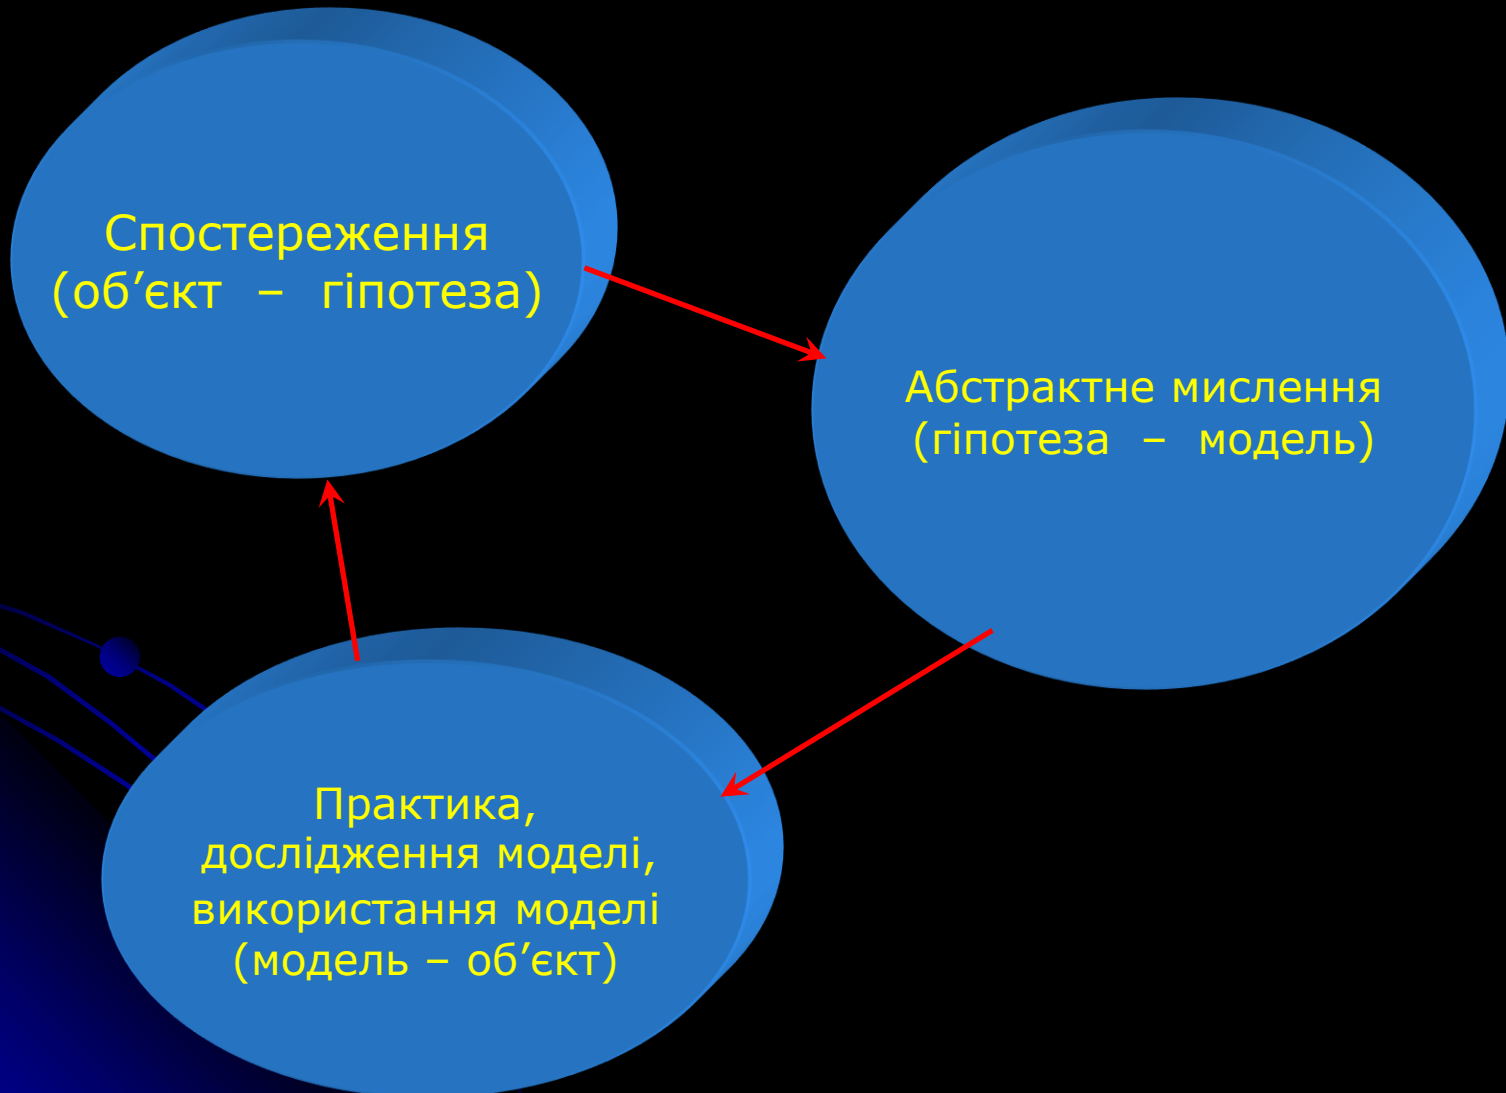 Спостереження
(об’єкт – гіпотеза)
Абстрактне мислення
(гіпотеза – модель)
Практика,
дослідження моделі,
використання моделі
(модель – об’єкт)